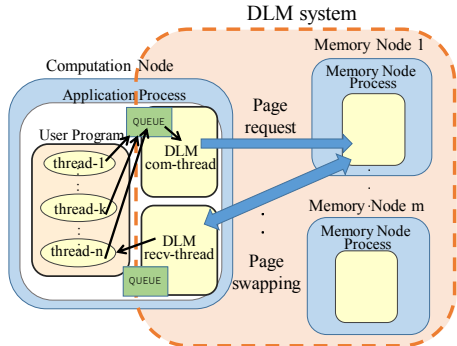 DLM system
Computation Node
Memory Node 1
Application Process
Memory Node
Process
QUEUE
User Program
thread-1
DLM
com-thread
Page
request
thread-k
Memory Node m
Memory Node
Process
thread-n
DLM
recv-thread
QUEUE
Page
swapping